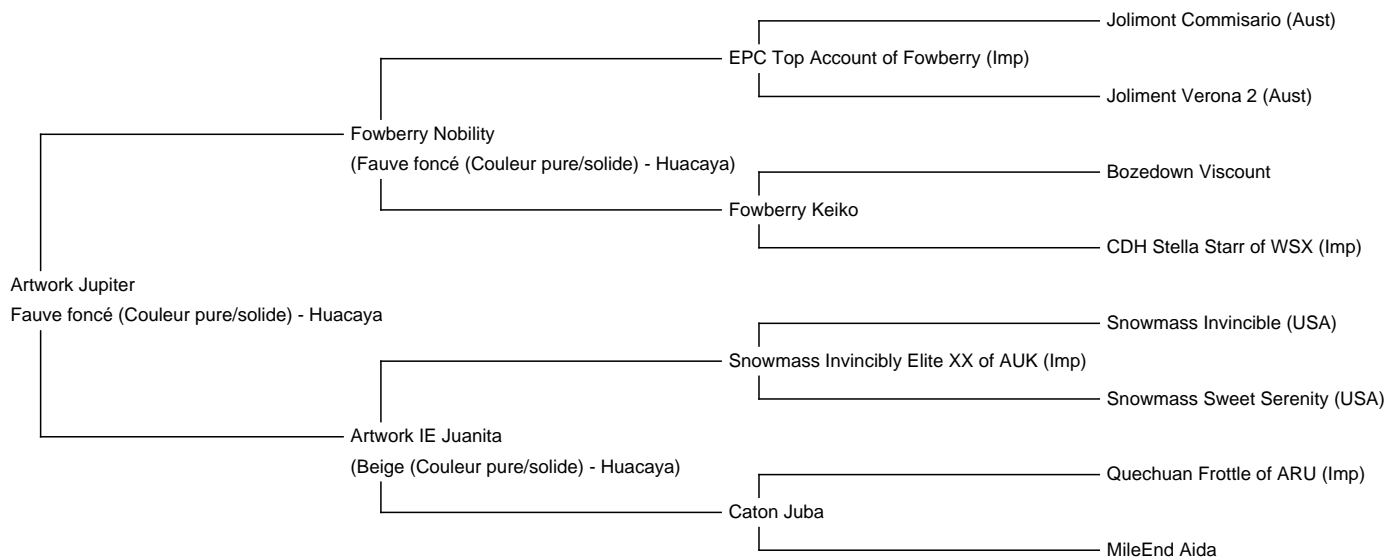 Jolimont Commisario (Aust)
EPC Top Account of Fowberry (Imp)
Joliment Verona 2 (Aust)
Fowberry Nobility
(Fauve foncé (Couleur pure/solide) - Huacaya)
Bozedown Viscount
Fowberry Keiko
CDH Stella Starr of WSX (Imp)
Artwork Jupiter
Fauve foncé (Couleur pure/solide) - Huacaya
Snowmass Invincible (USA)
Snowmass Invincibly Elite XX of AUK (Imp)
Snowmass Sweet Serenity (USA)
Artwork IE Juanita
(Beige (Couleur pure/solide) - Huacaya)
Quechuan Frottle of ARU (Imp)
Caton Juba
MileEnd Aida